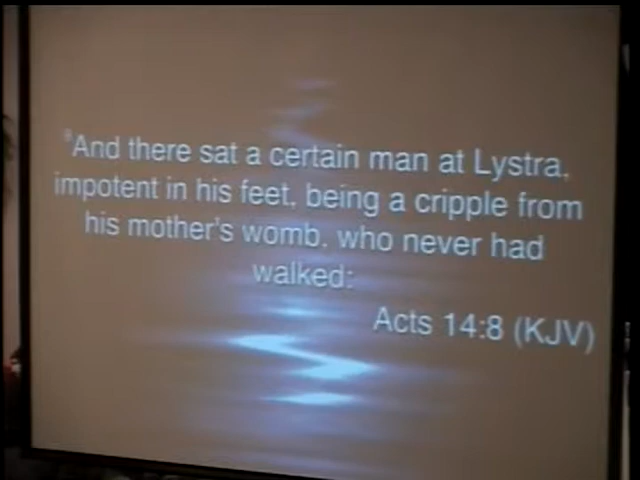 ⁸And there sat a certain man at Lystra,
impotent in his feet, being a cripple from
his mother's womb, who never had
walked:
Acts 14:8 (KJV)